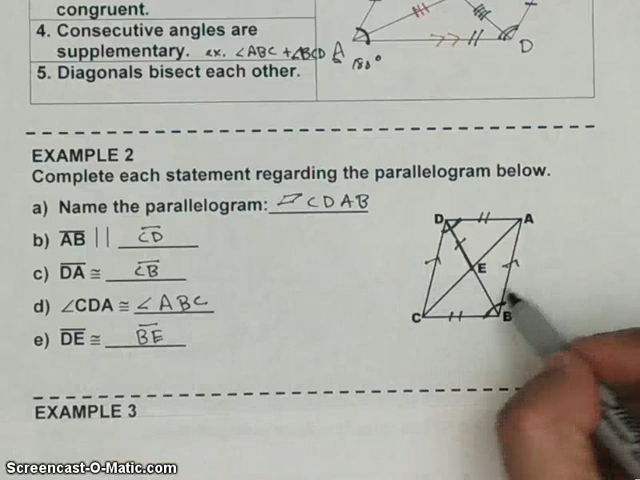 congruent.
4. Consecutive angles are
supplementary. ex. ∠ABC + ∠BCD
180°
A
D
5. Diagonals bisect each other.
EXAMPLE 2
Complete each statement regarding the parallelogram below.
a) Name the parallelogram: ▱CDAB
b) AB || CD
c) DA ≅ CB
d) ∠CDA ≅ ∠ABC
e) DE ≅ BE
D A
E
C B
EXAMPLE 3
Screencast-O-Matic.com